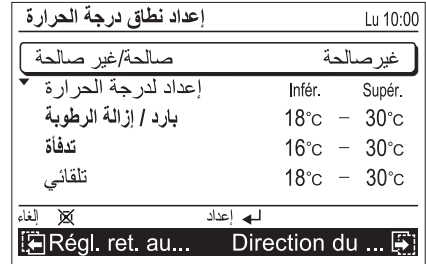 إعداد نطاق درجة الحرارة Lu 10:00
صالحة/غير صالحة غيرصالحة
إعداد لدرجة الحرارة Infér. Supér.
بارد / إزالة الرطوبة 18°C – 30°C
تدفأة 16°C – 30°C
تلقائي 18°C – 30°C
إلغاء إعداد
Régl. ret. au... Direction du ...